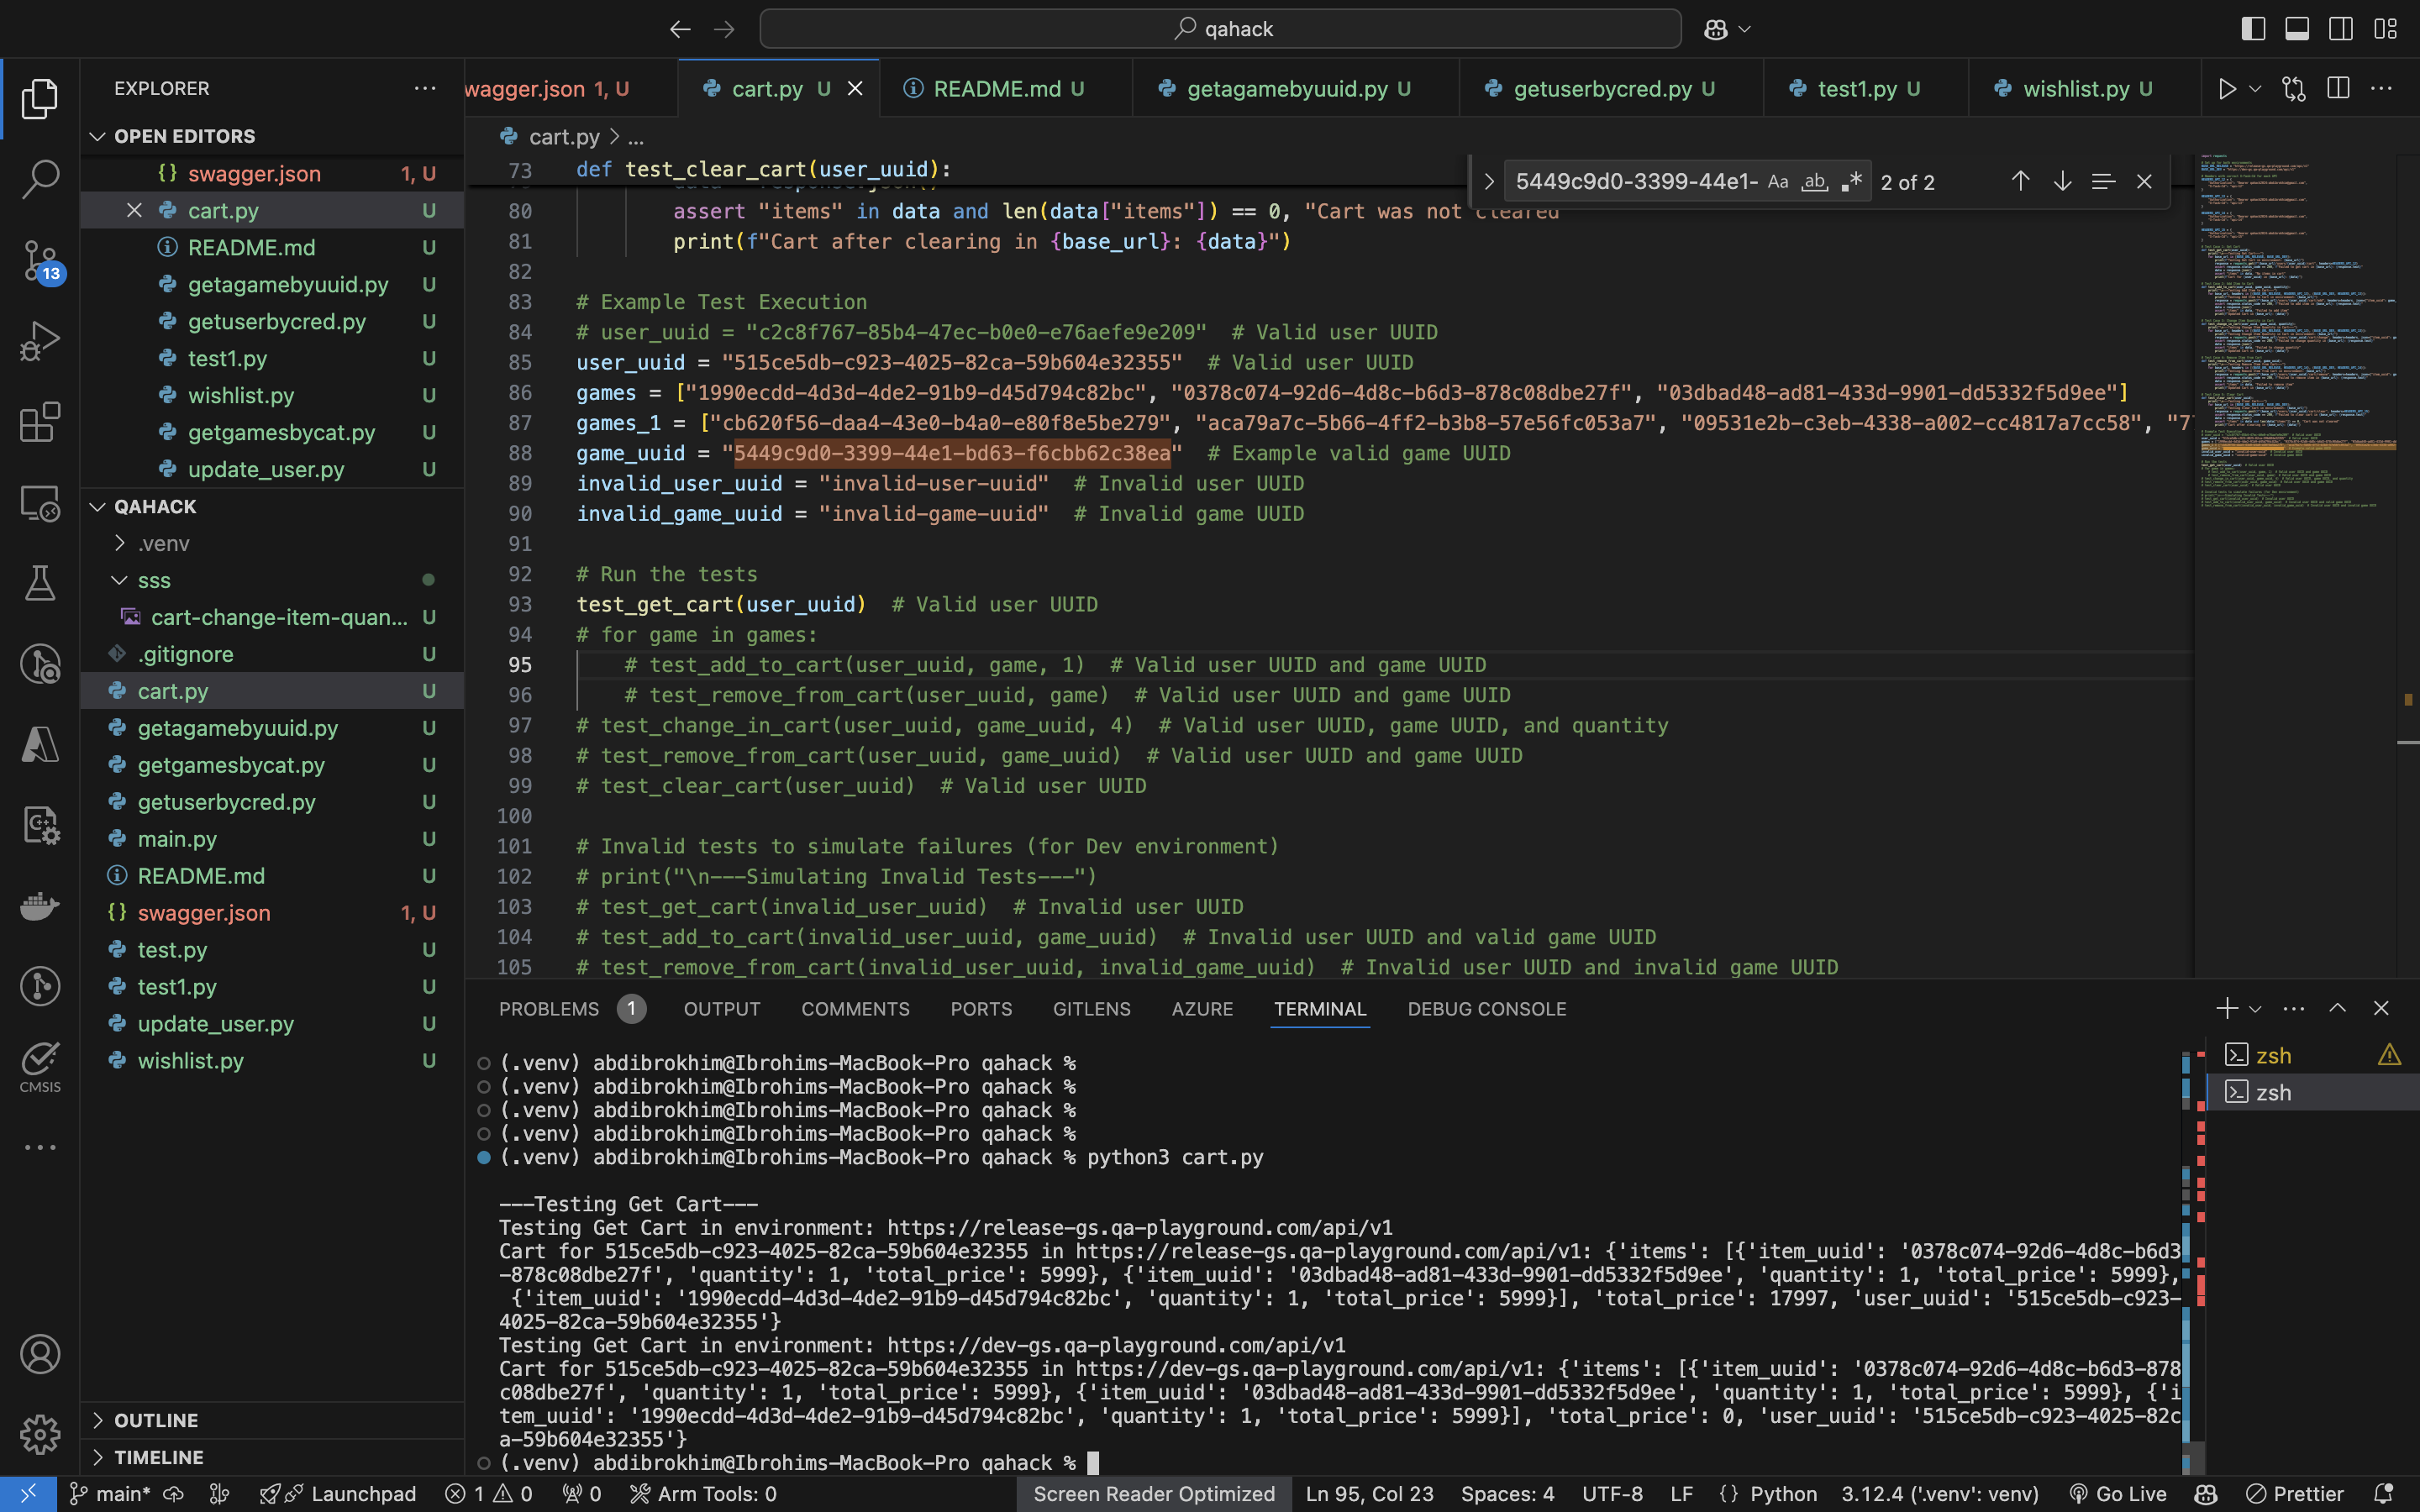 qahack
EXPLORER
OPEN EDITORS
swagger.json 1, U
cart.py U
README.md U
getagamebyuuid.py U
getuserbycred.py U
test1.py U
wishlist.py U
getgamesbycat.py U
update_user.py U
QAHACK
.venv
sss
cart-change-item-quan... U
.gitignore U
cart.py U
getagamebyuuid.py U
getgamesbycat.py U
getuserbycred.py U
main.py U
README.md U
swagger.json 1, U
test.py U
test1.py U
update_user.py U
wishlist.py U
OUTLINE
TIMELINE
13
CMSIS
wagger.json 1, U
cart.py U
README.md U
getagamebyuuid.py U
getuserbycred.py U
test1.py U
wishlist.py U
cart.py > ...
5449c9d0-3399-44e1- Aa ab .* 2 of 2
73 def test_clear_cart(user_uuid):
80 assert "items" in data and len(data["items"]) == 0, "Cart was not cleared"
81 print(f"Cart after clearing in {base_url}: {data}")
82
83 # Example Test Execution
84 # user_uuid = "c2c8f767-85b4-47ec-b0e0-e76aefe9e209"  # Valid user UUID
85 user_uuid = "515ce5db-c923-4025-82ca-59b604e32355"  # Valid user UUID
86 games = ["1990ecdd-4d3d-4de2-91b9-d45d794c82bc", "0378c074-92d6-4d8c-b6d3-878c08dbe27f", "03dbad48-ad81-433d-9901-dd5332f5d9ee"]
87 games_1 = ["cb620f56-daa4-43e0-b4a0-e80f8e5be279", "aca79a7c-5b66-4ff2-b3b8-57e56fc053a7", "09531e2b-c3eb-4338-a002-cc4817a7cc58", "7
88 game_uuid = "5449c9d0-3399-44e1-bd63-f6cbb62c38ea"  # Example valid game UUID
89 invalid_user_uuid = "invalid-user-uuid"  # Invalid user UUID
90 invalid_game_uuid = "invalid-game-uuid"  # Invalid game UUID
91
92 # Run the tests
93 test_get_cart(user_uuid)  # Valid user UUID
94 # for game in games:
95 # test_add_to_cart(user_uuid, game, 1)  # Valid user UUID and game UUID
96 # test_remove_from_cart(user_uuid, game)  # Valid user UUID and game UUID
97 # test_change_in_cart(user_uuid, game_uuid, 4)  # Valid user UUID, game UUID, and quantity
98 # test_remove_from_cart(user_uuid, game_uuid)  # Valid user UUID and game UUID
99 # test_clear_cart(user_uuid)  # Valid user UUID
100
101 # Invalid tests to simulate failures (for Dev environment)
102 # print("\n---Simulating Invalid Tests---")
103 # test_get_cart(invalid_user_uuid)  # Invalid user UUID
104 # test_add_to_cart(invalid_user_uuid, game_uuid)  # Invalid user UUID and valid game UUID
105 # test_remove_from_cart(invalid_user_uuid, invalid_game_uuid)  # Invalid user UUID and invalid game UUID
PROBLEMS 1 OUTPUT COMMENTS PORTS GITLENS AZURE TERMINAL DEBUG CONSOLE
zsh
zsh
(.venv) abdibrokhim@Ibrohims-MacBook-Pro qahack %
(.venv) abdibrokhim@Ibrohims-MacBook-Pro qahack %
(.venv) abdibrokhim@Ibrohims-MacBook-Pro qahack %
(.venv) abdibrokhim@Ibrohims-MacBook-Pro qahack %
(.venv) abdibrokhim@Ibrohims-MacBook-Pro qahack % python3 cart.py
---Testing Get Cart---
Testing Get Cart in environment: https://release-gs.qa-playground.com/api/v1
Cart for 515ce5db-c923-4025-82ca-59b604e32355 in https://release-gs.qa-playground.com/api/v1: {'items': [{'item_uuid': '0378c074-92d6-4d8c-b6d3
-878c08dbe27f', 'quantity': 1, 'total_price': 5999}, {'item_uuid': '03dbad48-ad81-433d-9901-dd5332f5d9ee', 'quantity': 1, 'total_price': 5999},
{'item_uuid': '1990ecdd-4d3d-4de2-91b9-d45d794c82bc', 'quantity': 1, 'total_price': 5999}], 'total_price': 17997, 'user_uuid': '515ce5db-c923-
4025-82ca-59b604e32355'}
Testing Get Cart in environment: https://dev-gs.qa-playground.com/api/v1
Cart for 515ce5db-c923-4025-82ca-59b604e32355 in https://dev-gs.qa-playground.com/api/v1: {'items': [{'item_uuid': '0378c074-92d6-4d8c-b6d3-878
c08dbe27f', 'quantity': 1, 'total_price': 5999}, {'item_uuid': '03dbad48-ad81-433d-9901-dd5332f5d9ee', 'quantity': 1, 'total_price': 5999}, {'i
tem_uuid': '1990ecdd-4d3d-4de2-91b9-d45d794c82bc', 'quantity': 1, 'total_price': 5999}], 'total_price': 0, 'user_uuid': '515ce5db-c923-4025-82c
a-59b604e32355'}
(.venv) abdibrokhim@Ibrohims-MacBook-Pro qahack %
main* Launchpad 1 0 0 Arm Tools: 0 Screen Reader Optimized Ln 95, Col 23 Spaces: 4 UTF-8 LF {} Python 3.12.4 ('.venv': venv) Go Live Prettier